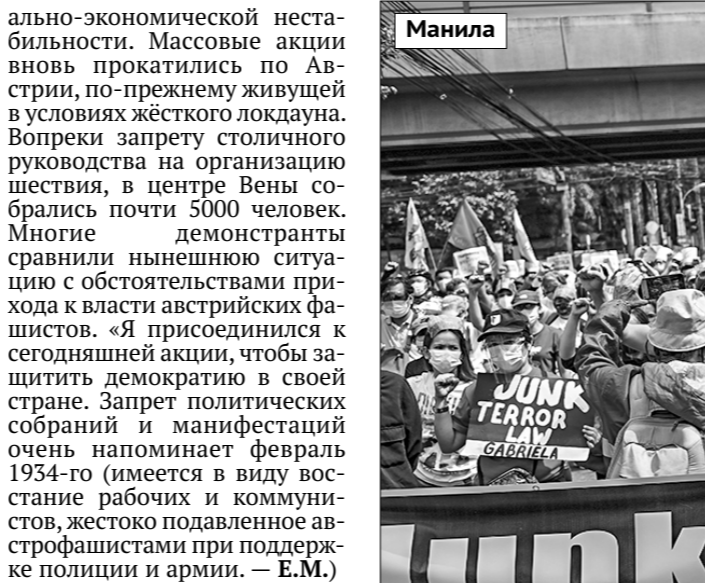 ально-экономической неста-
бильности. Массовые акции
вновь прокатились по Ав-
стрии, по-прежнему живущей
в условиях жёсткого локдауна.
Вопреки запрету столичного
руководства на организацию
шествия, в центре Вены со-
брались почти 5000 человек.
Многие демонстранты
сравнили нынешнюю ситуа-
цию с обстоятельствами при-
хода к власти австрийских фа-
шистов. «Я присоединился к
сегодняшней акции, чтобы за-
щитить демократию в своей
стране. Запрет политических
собраний и манифестаций
очень напоминает февраль
1934-го (имеется в виду вос-
стание рабочих и коммуни-
стов, жестоко подавленное ав-
строфашистами при поддерж-
ке полиции и армии. — Е.М.)
Манила
JUNK
TERROR
LAW
GABRIELA
Junk